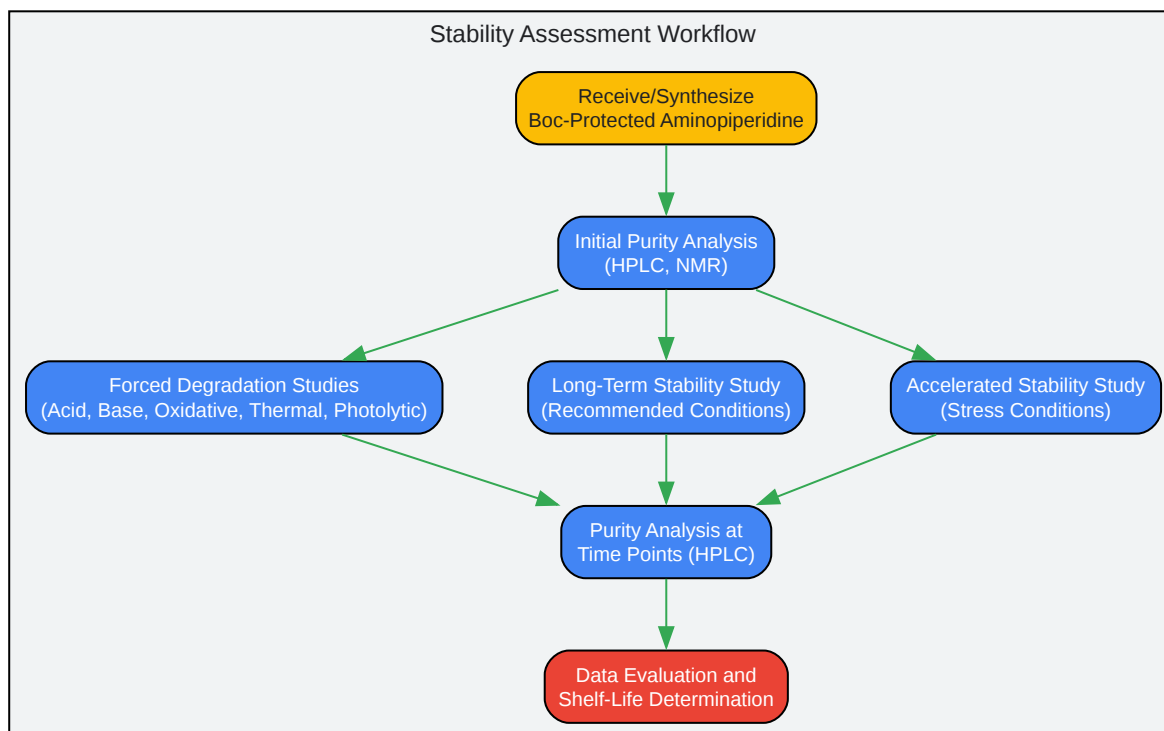 Stability Assessment Workflow
Receive/Synthesize
Boc-Protected Aminopiperidine
Initial Purity Analysis
(HPLC, NMR)
Forced Degradation Studies
(Acid, Base, Oxidative, Thermal, Photolytic)
Long-Term Stability Study
(Recommended Conditions)
Accelerated Stability Study
(Stress Conditions)
Purity Analysis at
Time Points (HPLC)
Data Evaluation and
Shelf-Life Determination